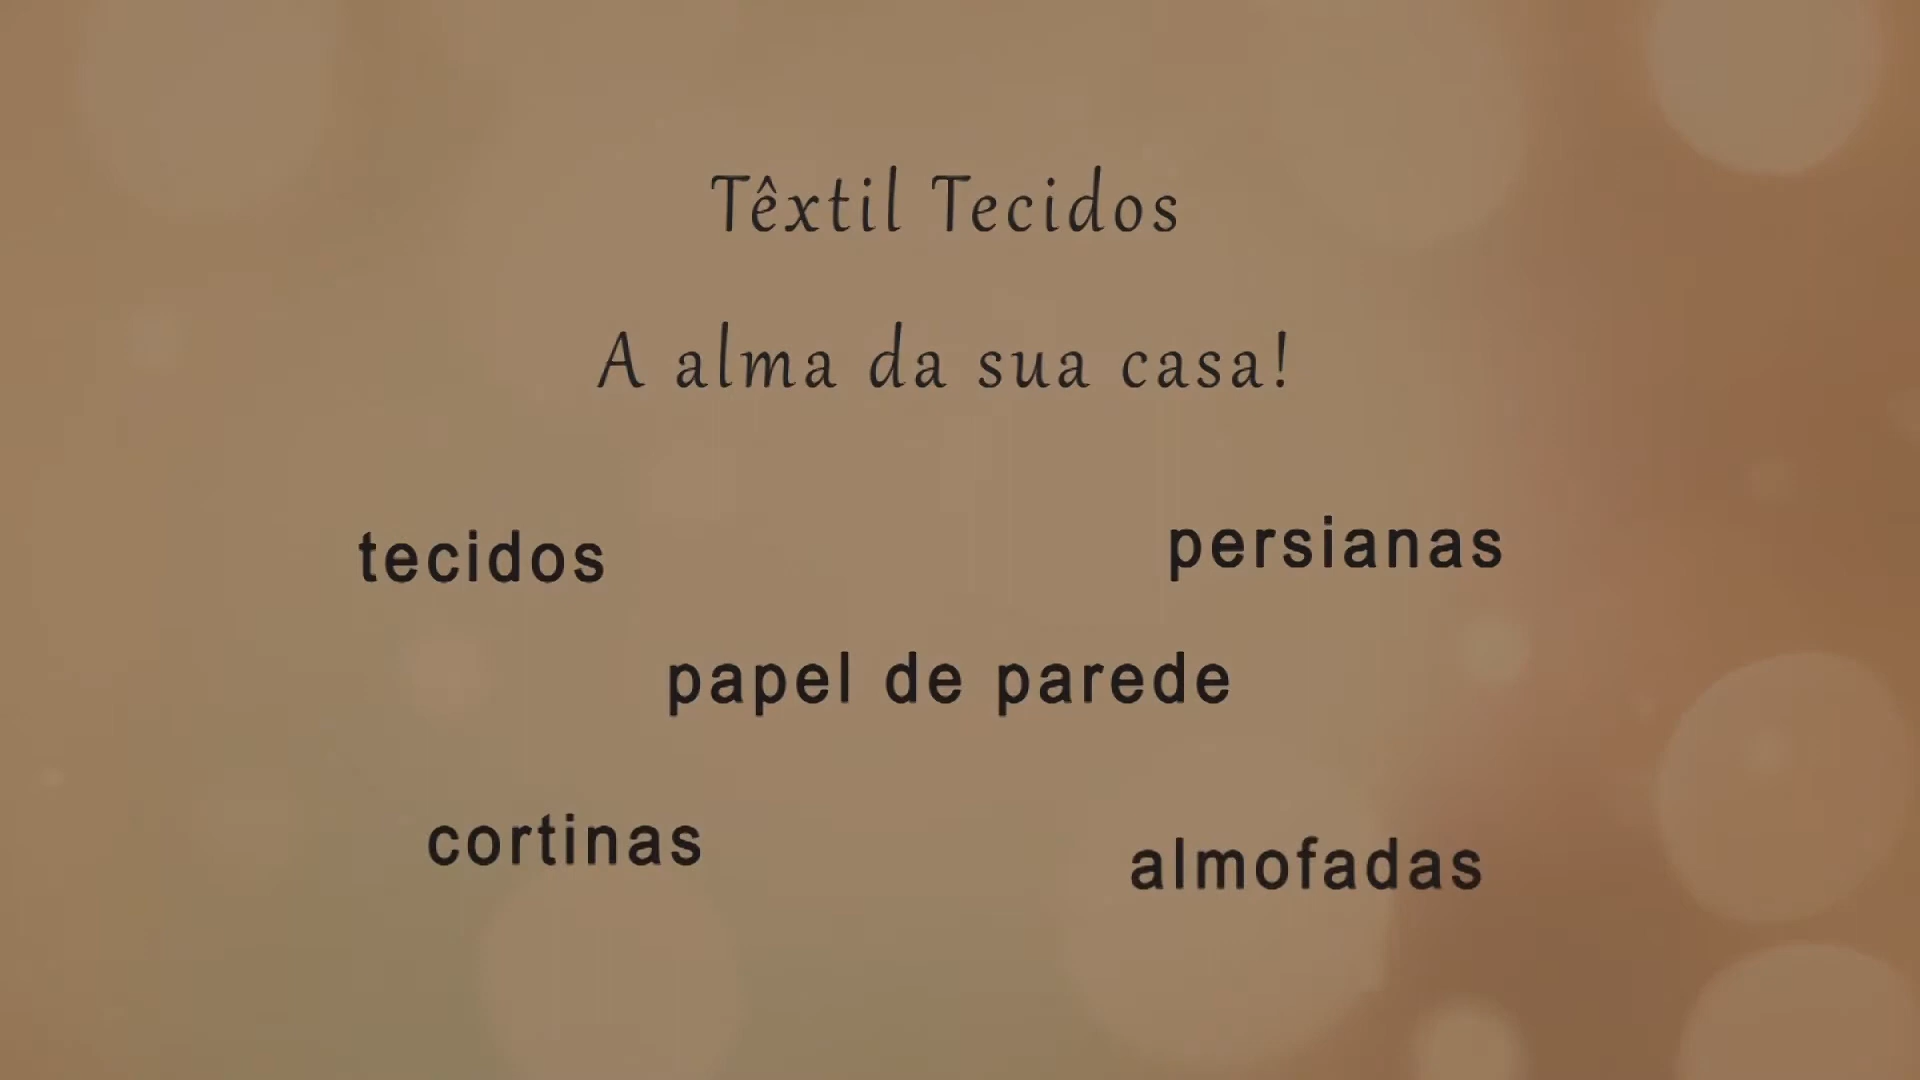 Têxtil Tecidos
A alma da sua casa!
tecidos
persianas
papel de parede
cortinas
almofadas